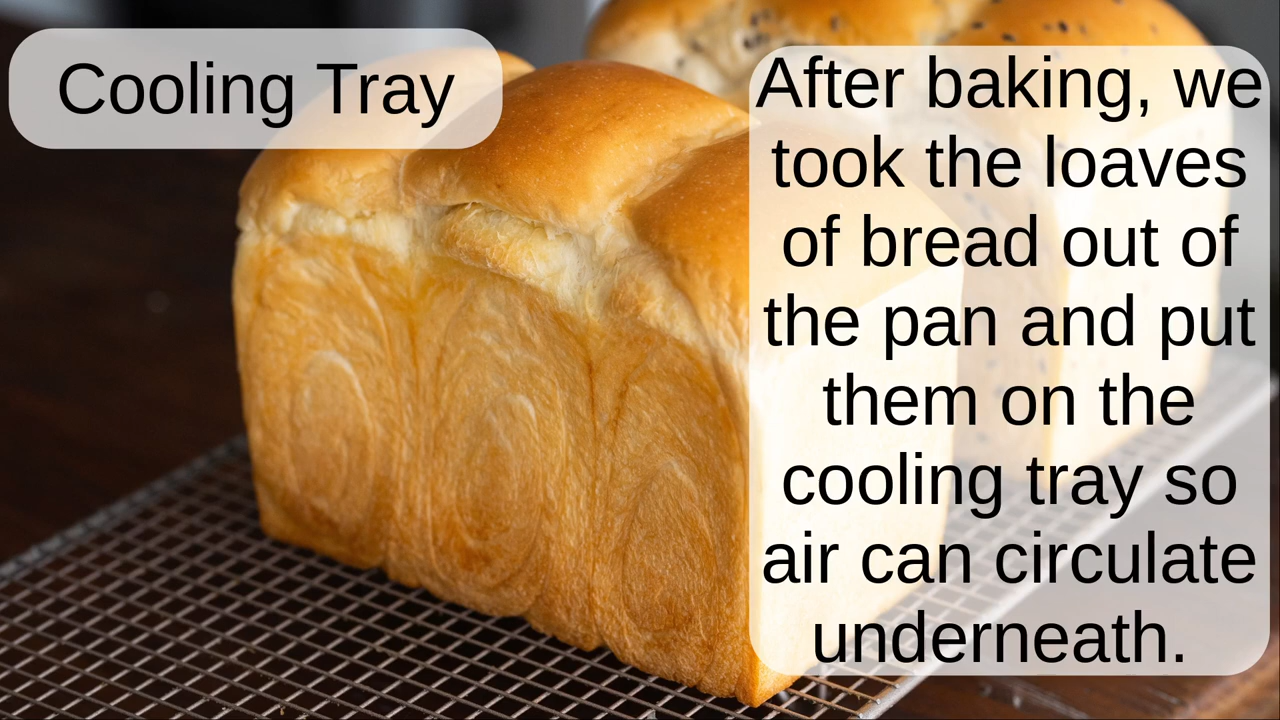 Cooling Tray
After baking, we
took the loaves
of bread out of
the pan and put
them on the
cooling tray so
air can circulate
underneath.